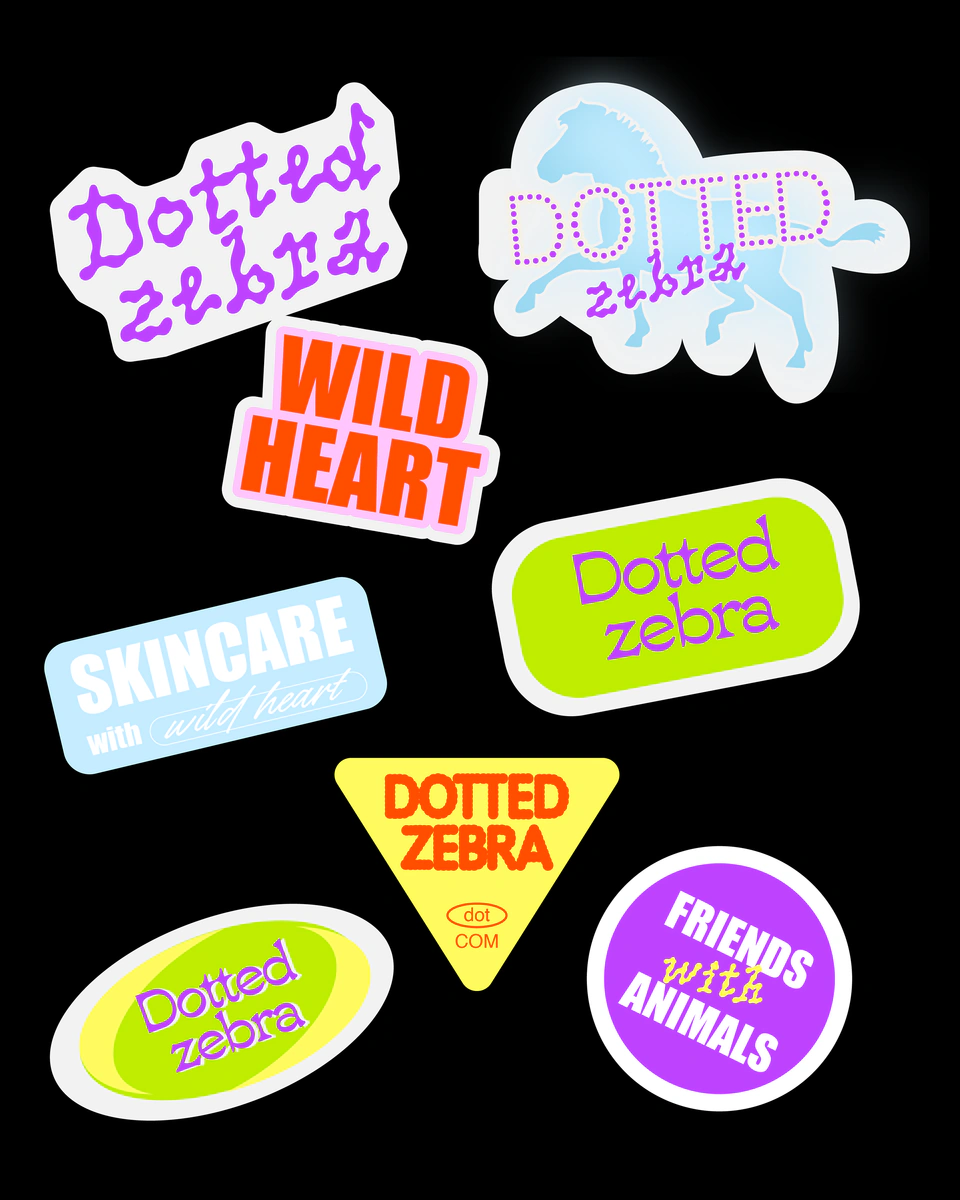 Dotted
zebra
DOTTED
zebra
WILD
HEART
Dotted
zebra
SKINCARE
with wild heart
DOTTED
ZEBRA
dot
COM
FRIENDS
with
ANIMALS
Dotted
zebra